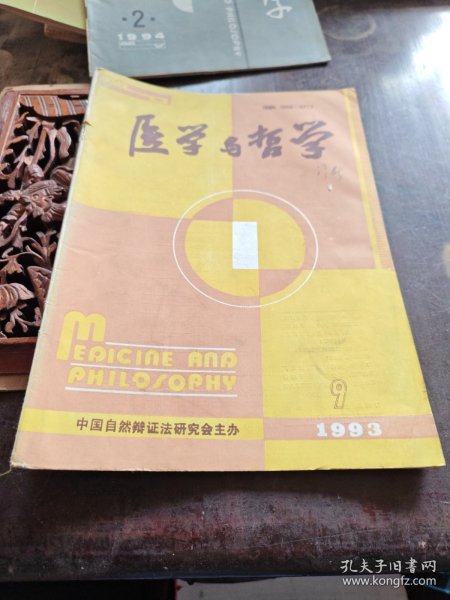 ·2·
1994
PHILOSOPHY
医学与哲学
MEDICINE AND
PHILOSOPHY
9
1993
中国自然辩证法研究会主办
孔夫子旧书网
www.kongfz.com